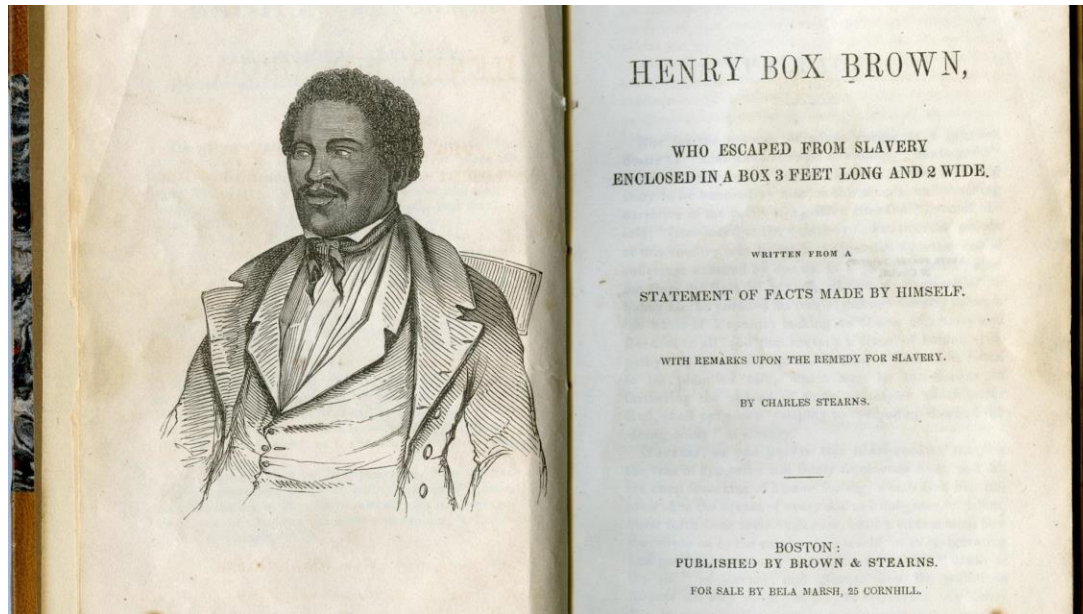 HENRY BOX BROWN,
WHO ESCAPED FROM SLAVERY
ENCLOSED IN A BOX 3 FEET LONG AND 2 WIDE.
WRITTEN FROM A
STATEMENT OF FACTS MADE BY HIMSELF.
WITH REMARKS UPON THE REMEDY FOR SLAVERY.
BY CHARLES STEARNS.
BOSTON:
PUBLISHED BY BROWN & STEARNS.
FOR SALE BY BELA MARSH, 25 CORNHILL.